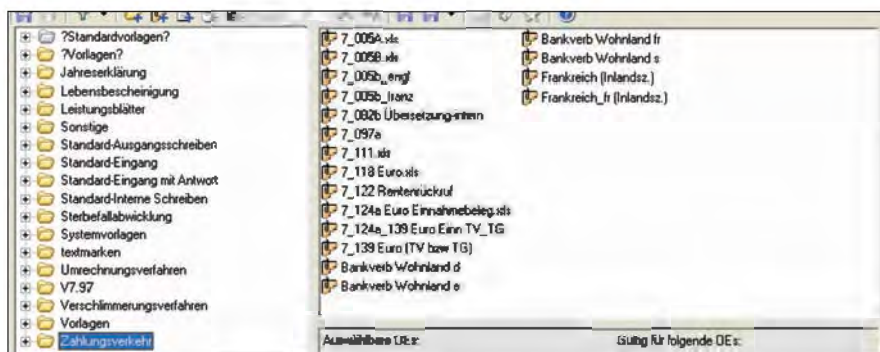 ?Standardvorlagen?
?Vorlagen?
Jahreserklärung
Lebensbescheinigung
Leistungsblätter
Sonstige
Standard-Ausgangsschreiben
Standard-Eingang
Standard-Eingang mit Antwort
Standard-Interne Schreiben
Sterbefallabwicklung
Systemvorlagen
textmarken
Umrechnungsverfahren
V7.97
Verschlimmerungsverfahren
Vorlagen
Zahlungsverkehr
7_005A.xls
7_005B.xls
7_005b_engl
7_005b_franz
7_082b Übersetzung-intern
7_097a
7_111.xls
7_118 Euro.xls
7_122 Rentenrückruf
7_124a Euro Einnahmebeleg.xls
7_124a_139 Euro Einn TV_TG
7_139 Euro (TV bzw TG)
Bankverb Wohnland d
Bankverb Wohnland e
Bankverb Wohnland fr
Bankverb Wohnland s
Frankreich (Inlandsz.)
Frankreich_fr (Inlandsz.)
Auswählbare OEs:
Gültig für folgende OEs: